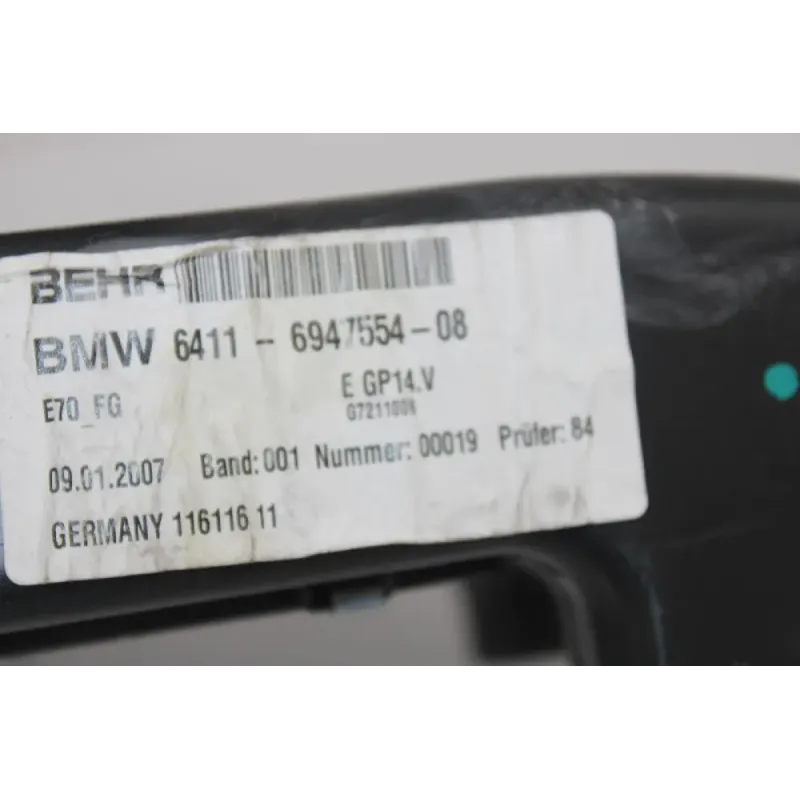 BEHR
BMW 6411 - 6947554-08
E70_FG E GP14.V
09.01.2007 Band:001 Nummer:00019 Prüfer:84
GERMANY 116116 11